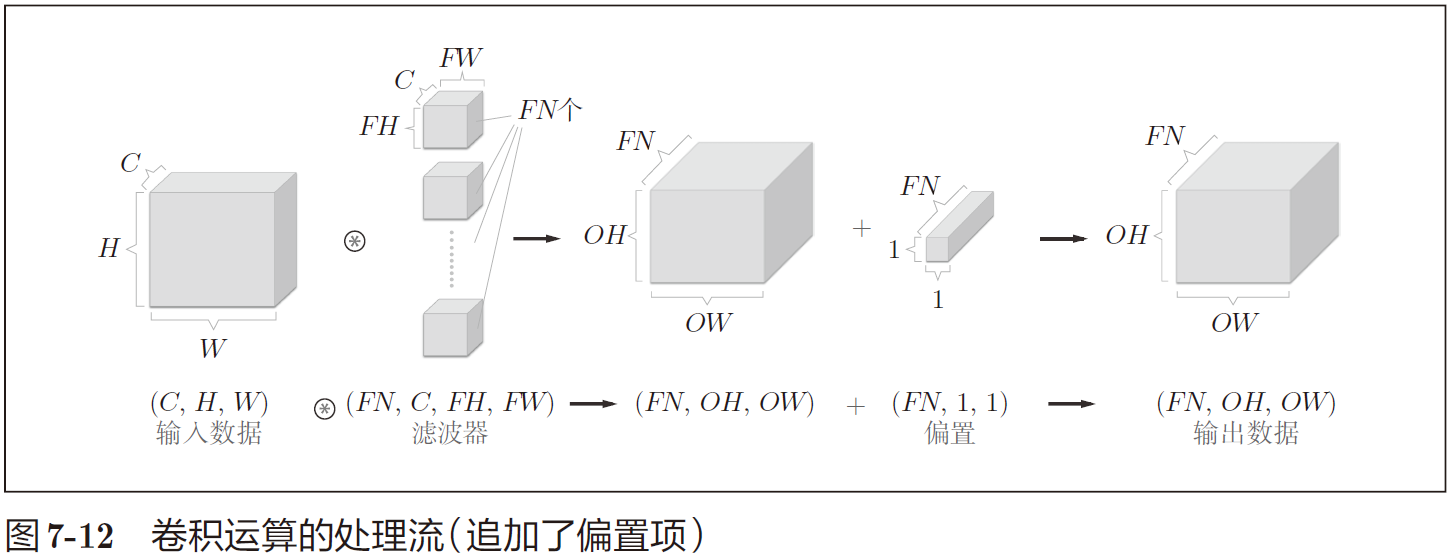 C
FW
FH
FN个
C
H
W
⊛
FN
OH
OW
+
FN
1
1
FN
OH
OW
(C, H, W) ⊛ (FN, C, FH, FW) → (FN, OH, OW) + (FN, 1, 1) → (FN, OH, OW)
输入数据 滤波器 偏置 输出数据
图 7-12 卷积运算的处理流(追加了偏置项)